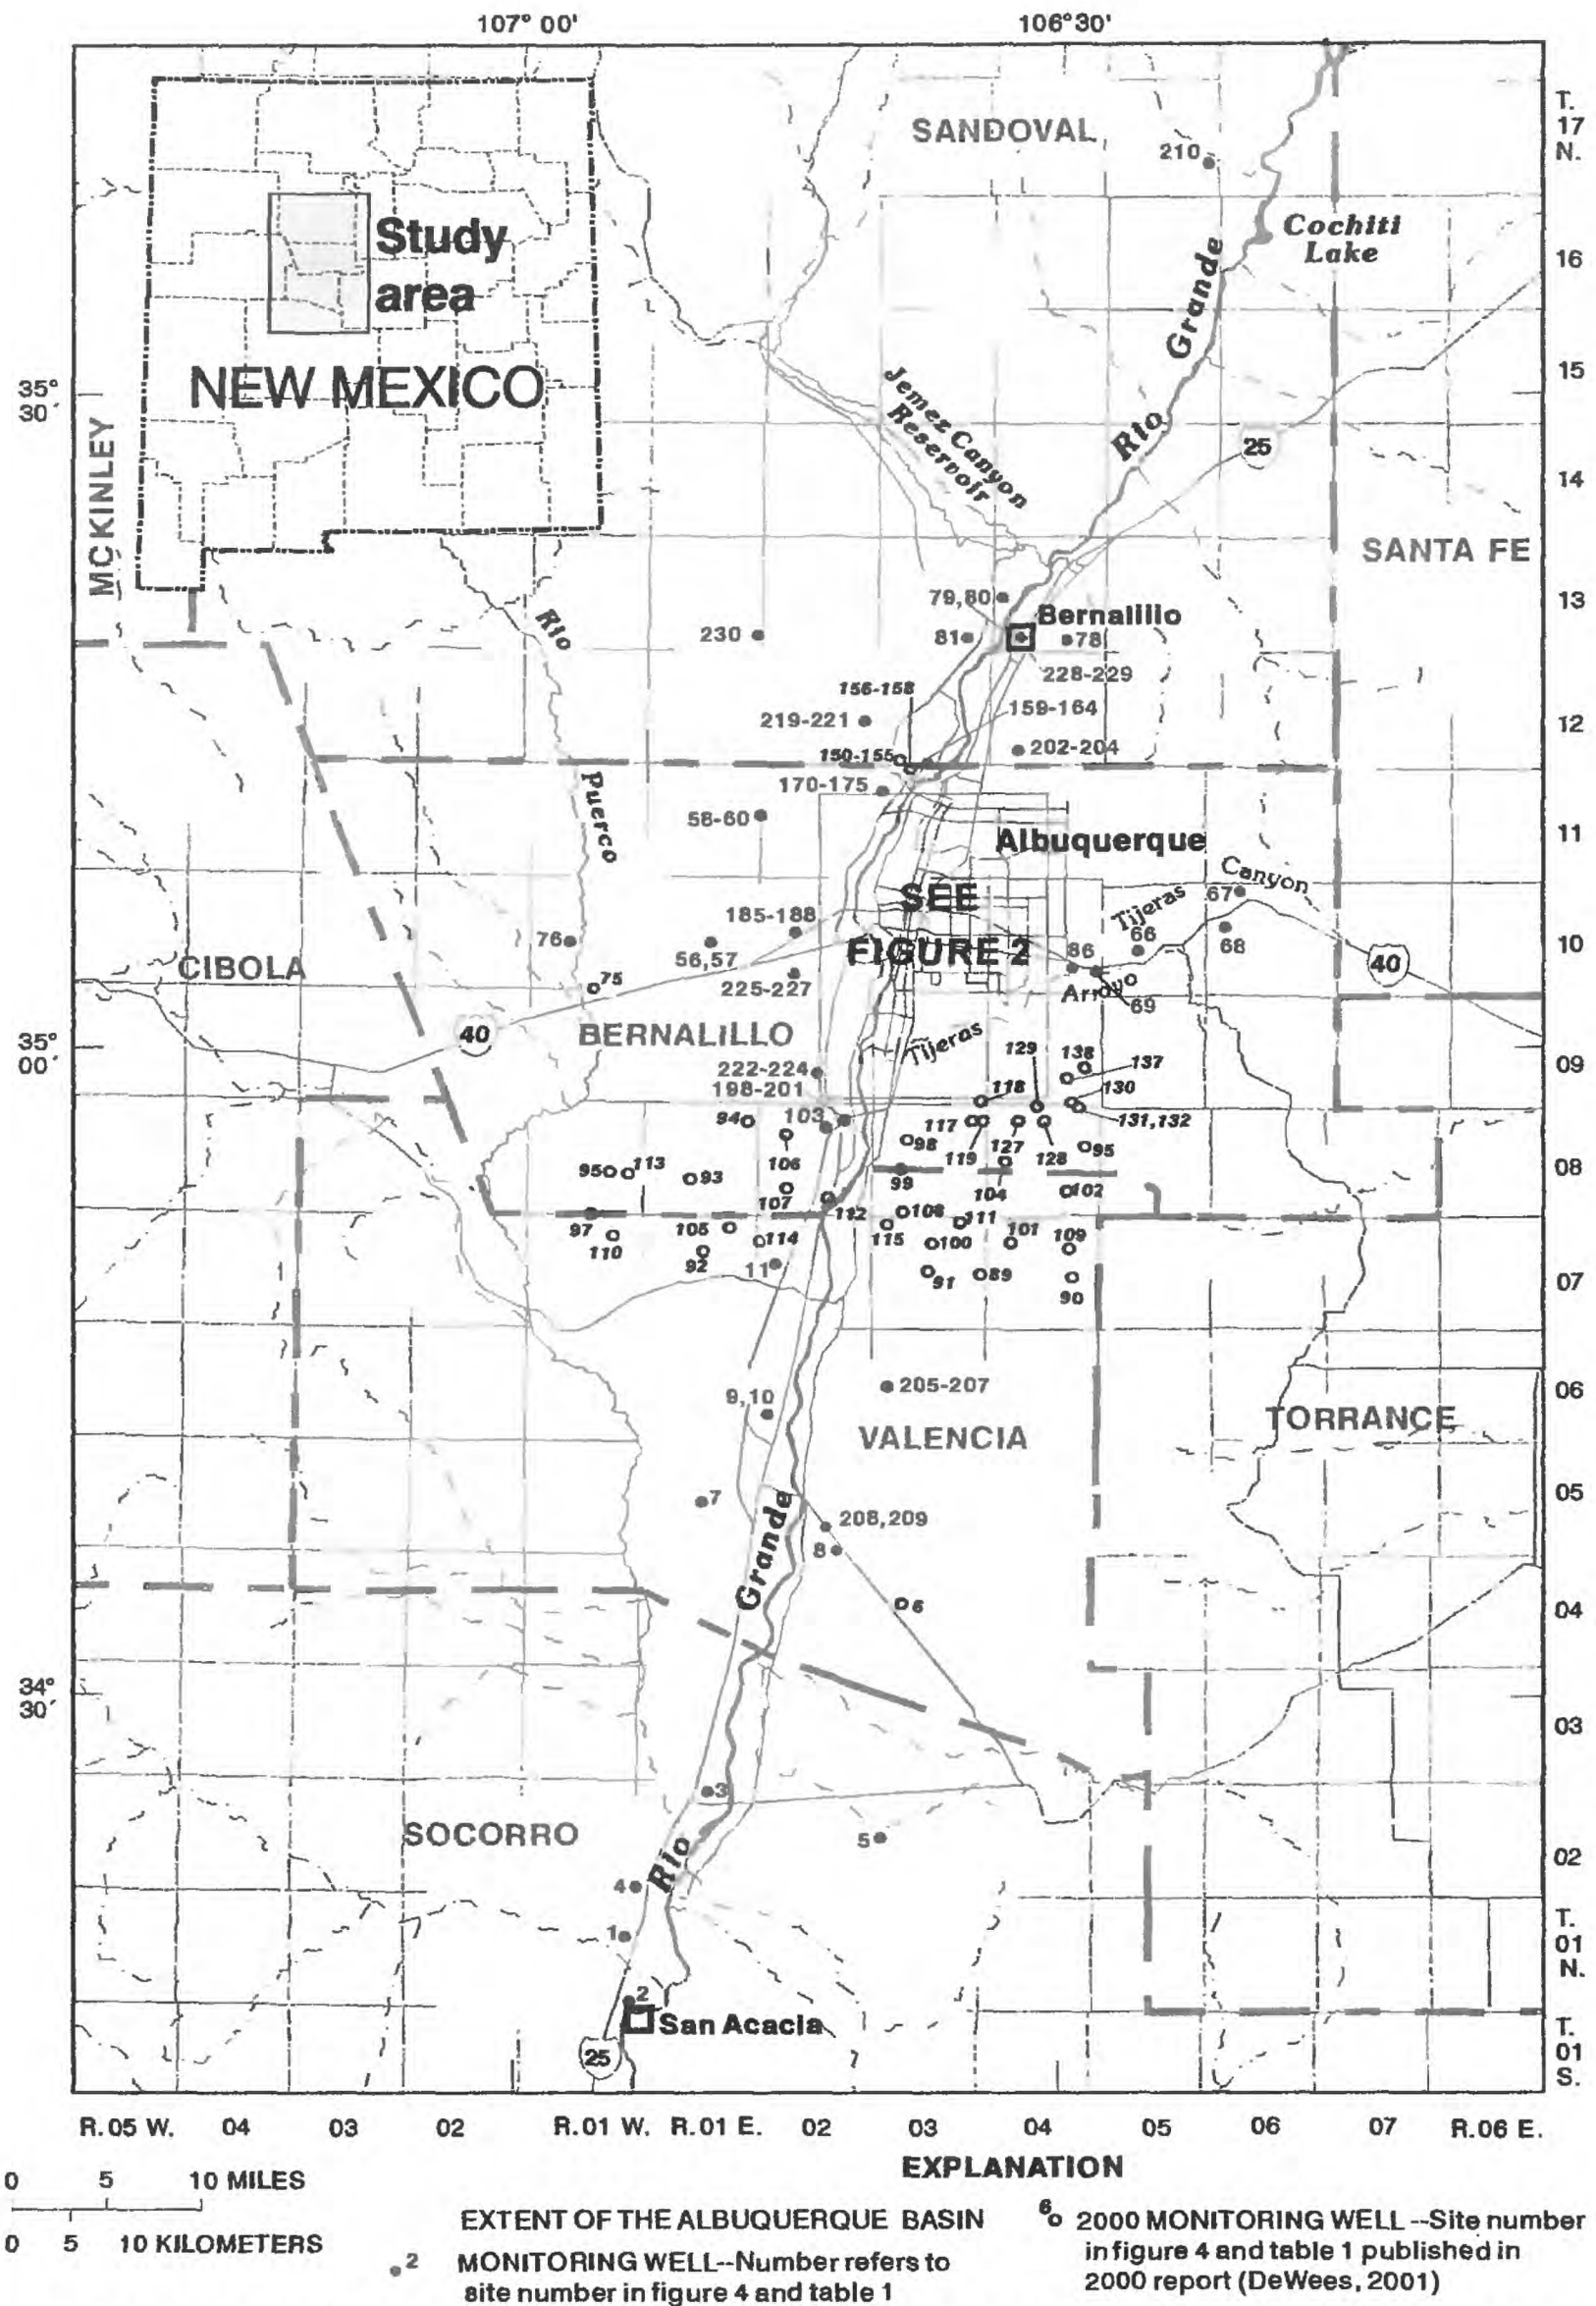 107° 00'
106° 30'
SANDOVAL
T.
17
N.
210
Study
area
Cochiti
Lake
16
Rio Grande
NEW MEXICO
35°
30'
15
Jemez Canyon
Reservoir
25
14
MCKINLEY
SANTA FE
79,80
13
Rio
Bernalillo
230
81
78
228-229
156-158
159-164
219-221
12
202-204
150-155
170-175
Puerco
58-60
11
Albuquerque
Canyon
SEE
67
Tijeras
185-188
66
68
76
FIGURE 2
86
10
56,57
40
CIBOLA
75
225-227
Arroyo
69
40
BERNALILLO
Tijeras
35°
00'
129
138
137
09
222-224
118
130
198-201
94
103
117
131,132
98
119
127
128
95
106
95
113
93
08
99
104
102
107
112
108
111
97
105
101
109
110
114
115
100
92
11
91
89
07
90
205-207
06
9,10
TORRANCE
VALENCIA
7
05
208,209
8
Grande
6
04
34°
30'
03
3
SOCORRO
5
Rio
02
4
T.
01
N.
1
2
San Acacia
T.
01
S.
25
R.05 W. 04 03 02 R.01 W. R.01 E. 02 03 04 05 06 07 R.06 E.
EXPLANATION
0 5 10 MILES
0 5 10 KILOMETERS
EXTENT OF THE ALBUQUERQUE BASIN
2 MONITORING WELL--Number refers to
site number in figure 4 and table 1
6 2000 MONITORING WELL --Site number
in figure 4 and table 1 published in
2000 report (DeWees, 2001)